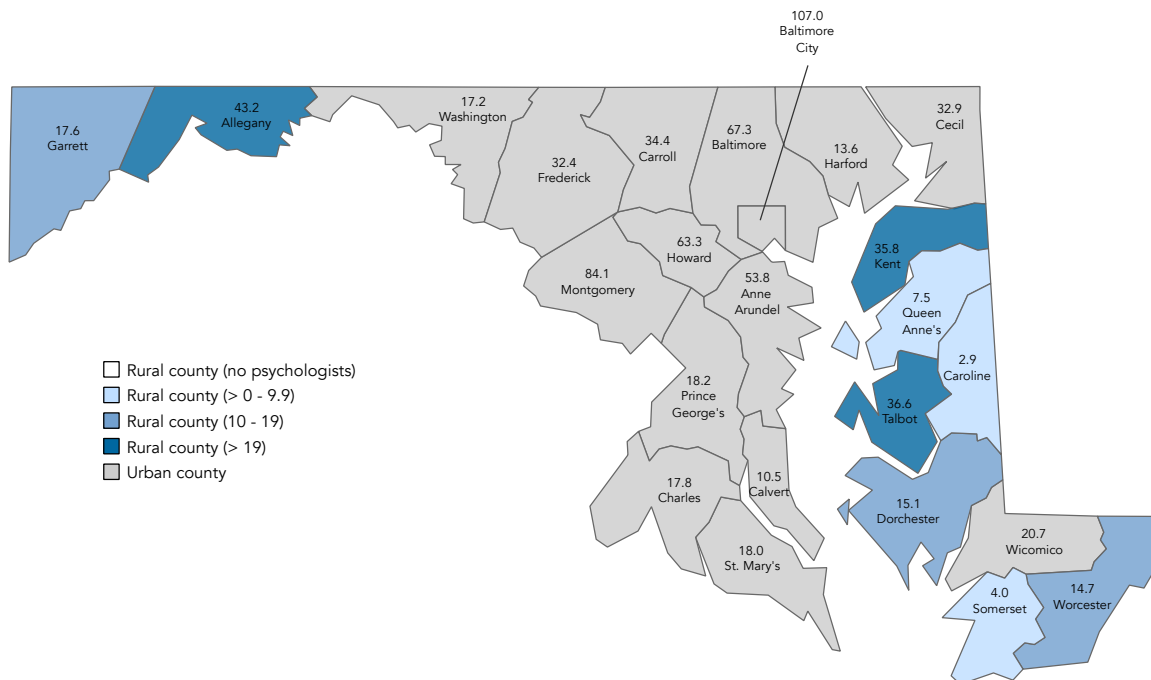 107.0
Baltimore
City
17.6
Garrett
43.2
Allegany
17.2
Washington
32.4
Frederick
34.4
Carroll
67.3
Baltimore
13.6
Harford
32.9
Cecil
63.3
Howard
84.1
Montgomery
53.8
Anne
Arundel
35.8
Kent
7.5
Queen
Anne's
2.9
Caroline
18.2
Prince
George's
36.6
Talbot
17.8
Charles
10.5
Calvert
18.0
St. Mary's
15.1
Dorchester
20.7
Wicomico
4.0
Somerset
14.7
Worcester
Rural county (no psychologists)
Rural county (> 0 - 9.9)
Rural county (10 - 19)
Rural county (> 19)
Urban county